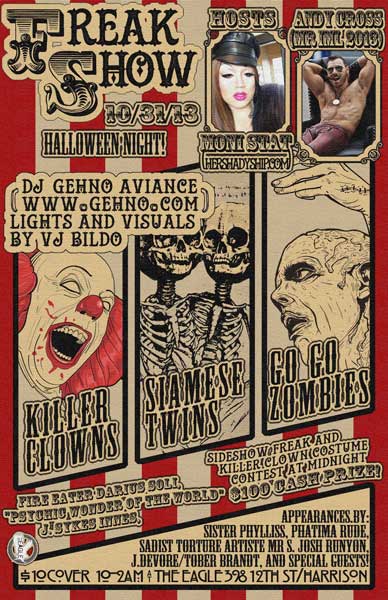 FREAK
SHOW
10/31/13
HALLOWEEN NIGHT!
HOSTS
MONI STAT
HERSHADYSHIP.COM
ANDY CROSS
(MR. IML 2013)
DJ GEHNO AVIANCE
WWW.GEHNO.COM
LIGHTS AND VISUALS
BY VJ BILDO
KILLER
CLOWNS
SIAMESE
TWINS
GO GO
ZOMBIES
SIDESHOW FREAK AND
KILLER CLOWN COSTUME
CONTEST AT MIDNIGHT
$100 CASH PRIZE!
FIRE EATER DARIUS SOLI,
"PSYCHIC WONDER OF THE WORLD"
J! SYKES INNES!
APPEARANCES BY:
SISTER PHYLLISS, PHATIMA RUDE,
SADIST TORTURE ARTISTE MR S. JOSH RUNYON,
J.DEVORE/TOBER BRANDT, AND SPECIAL GUESTS!
EAGLE
$10 COVER 10-2AM AT THE EAGLE 398 12TH ST/HARRISON